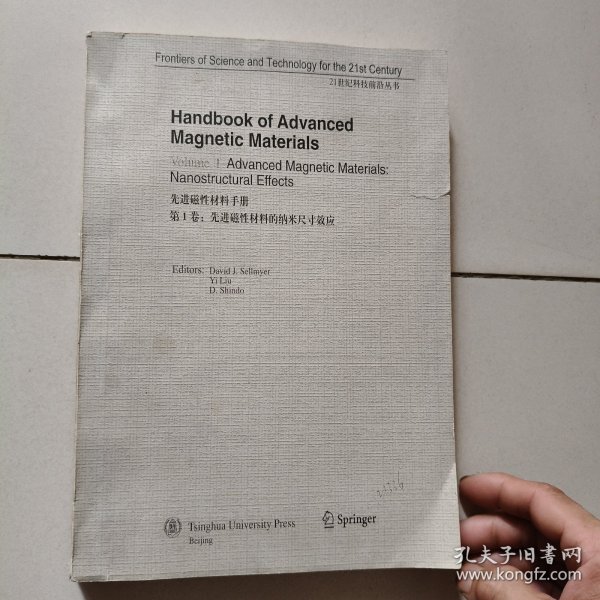 Frontiers of Science and Technology for the 21st Century
21世纪科技前沿丛书
Handbook of Advanced
Magnetic Materials
Volume 1 Advanced Magnetic Materials:
Nanostructural Effects
先进磁性材料手册
第1卷：先进磁性材料的纳米尺寸效应
Editors: David J. Sellmyer
Yi Liu
D. Shindo
Tsinghua University Press
Beijing
Springer
孔夫子旧书网
www.kongfz.com